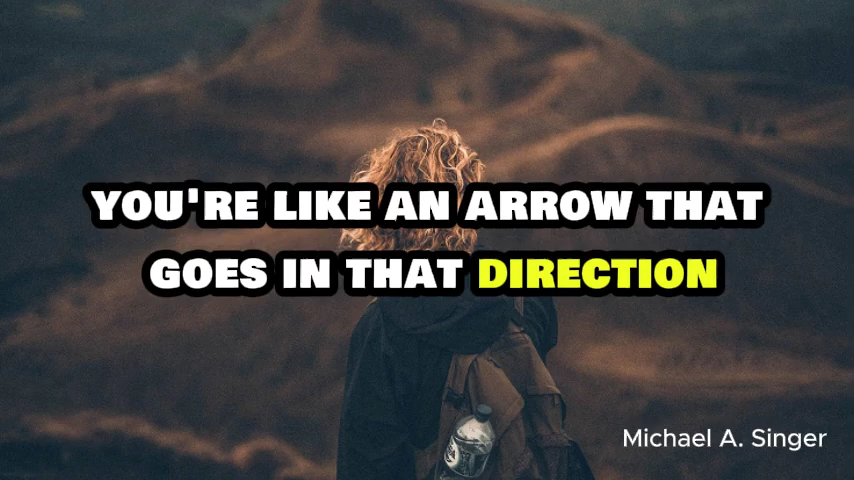 YOU'RE LIKE AN ARROW THAT
GOES IN THAT DIRECTION
Michael A. Singer